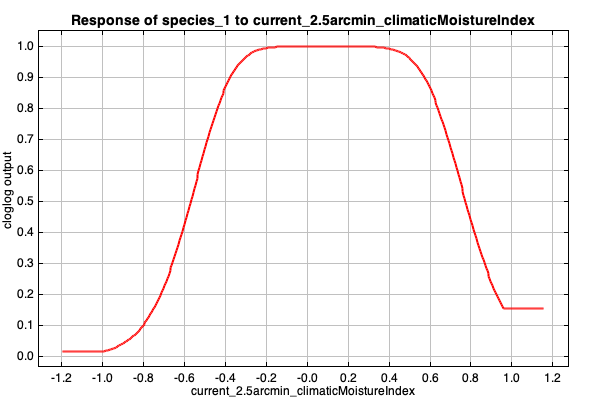 Response of species_1 to current_2.5arcmin_climaticMoistureIndex
1.0
0.9
0.8
0.7
0.6
0.5
0.4
0.3
0.2
0.1
0.0
cloglog output
-1.2 -1.0 -0.8 -0.6 -0.4 -0.2 -0.0 0.2 0.4 0.6 0.8 1.0 1.2
current_2.5arcmin_climaticMoistureIndex